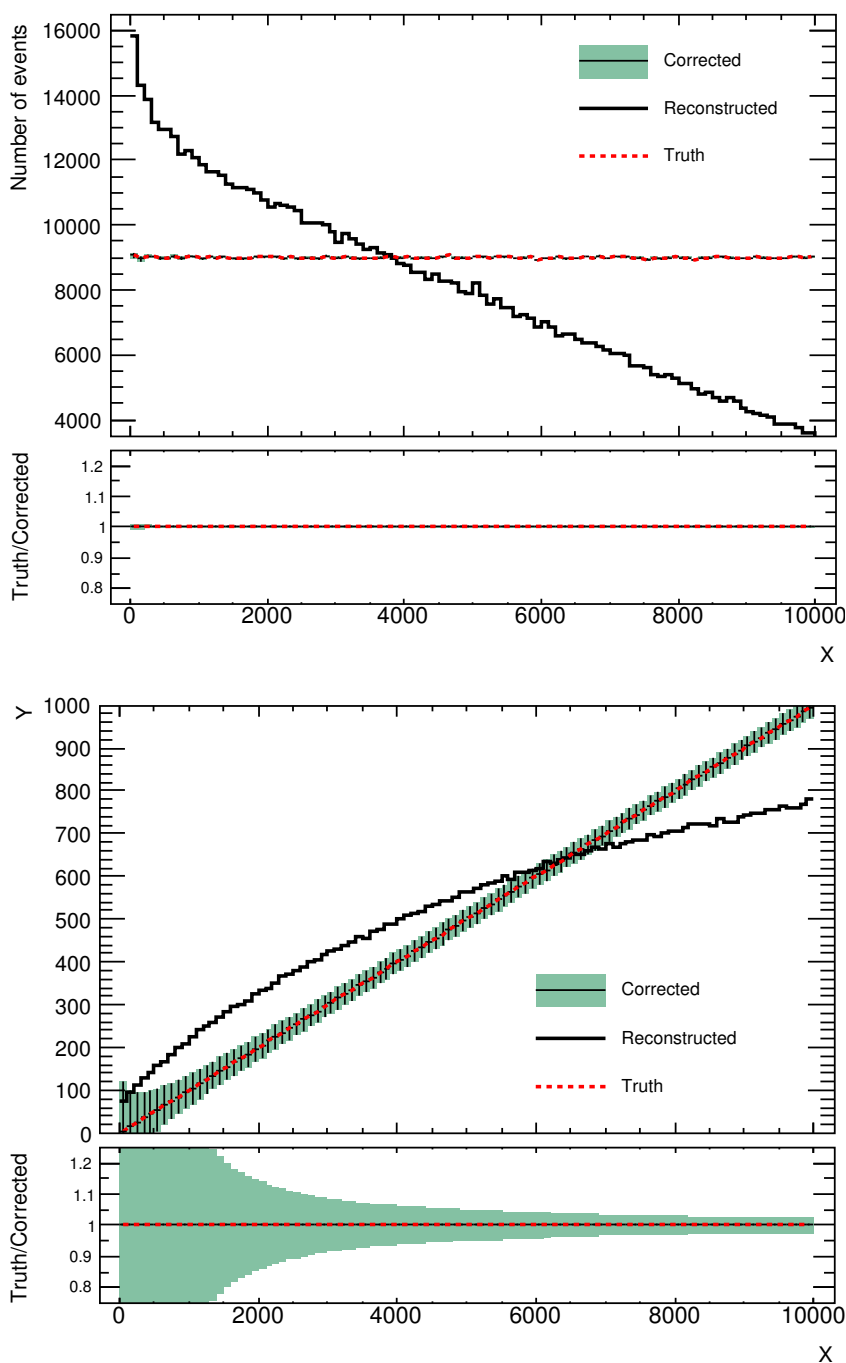 Number of events
16000
14000
12000
10000
8000
6000
4000
Corrected
Reconstructed
Truth
Truth/Corrected
1.2
1.1
1
0.9
0.8
0 2000 4000 6000 8000 10000
X
Y
1000
900
800
700
600
500
400
300
200
100
0
Corrected
Reconstructed
Truth
Truth/Corrected
1.2
1.1
1
0.9
0.8
0 2000 4000 6000 8000 10000
X